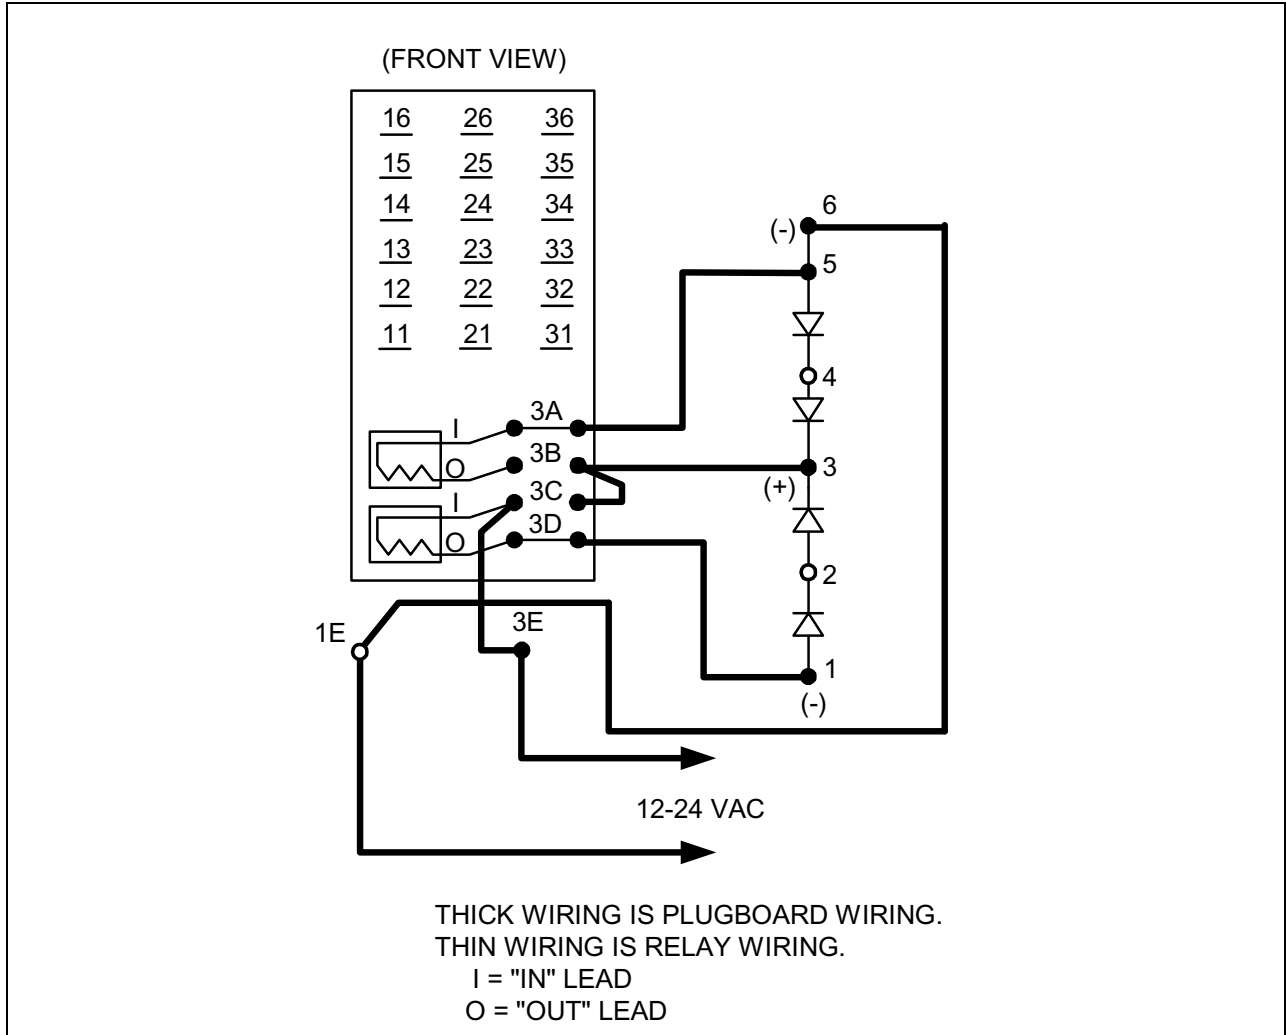 (FRONT VIEW)
16 26 36
15 25 35
14 24 34
13 23 33
12 22 32
11 21 31
6
(-)
5
4
3A
I
3B
O
3
(+)
3C
I
3D
O
2
1E
3E
1
(-)
12-24 VAC
THICK WIRING IS PLUGBOARD WIRING.
THIN WIRING IS RELAY WIRING.
I = "IN" LEAD
O = "OUT" LEAD